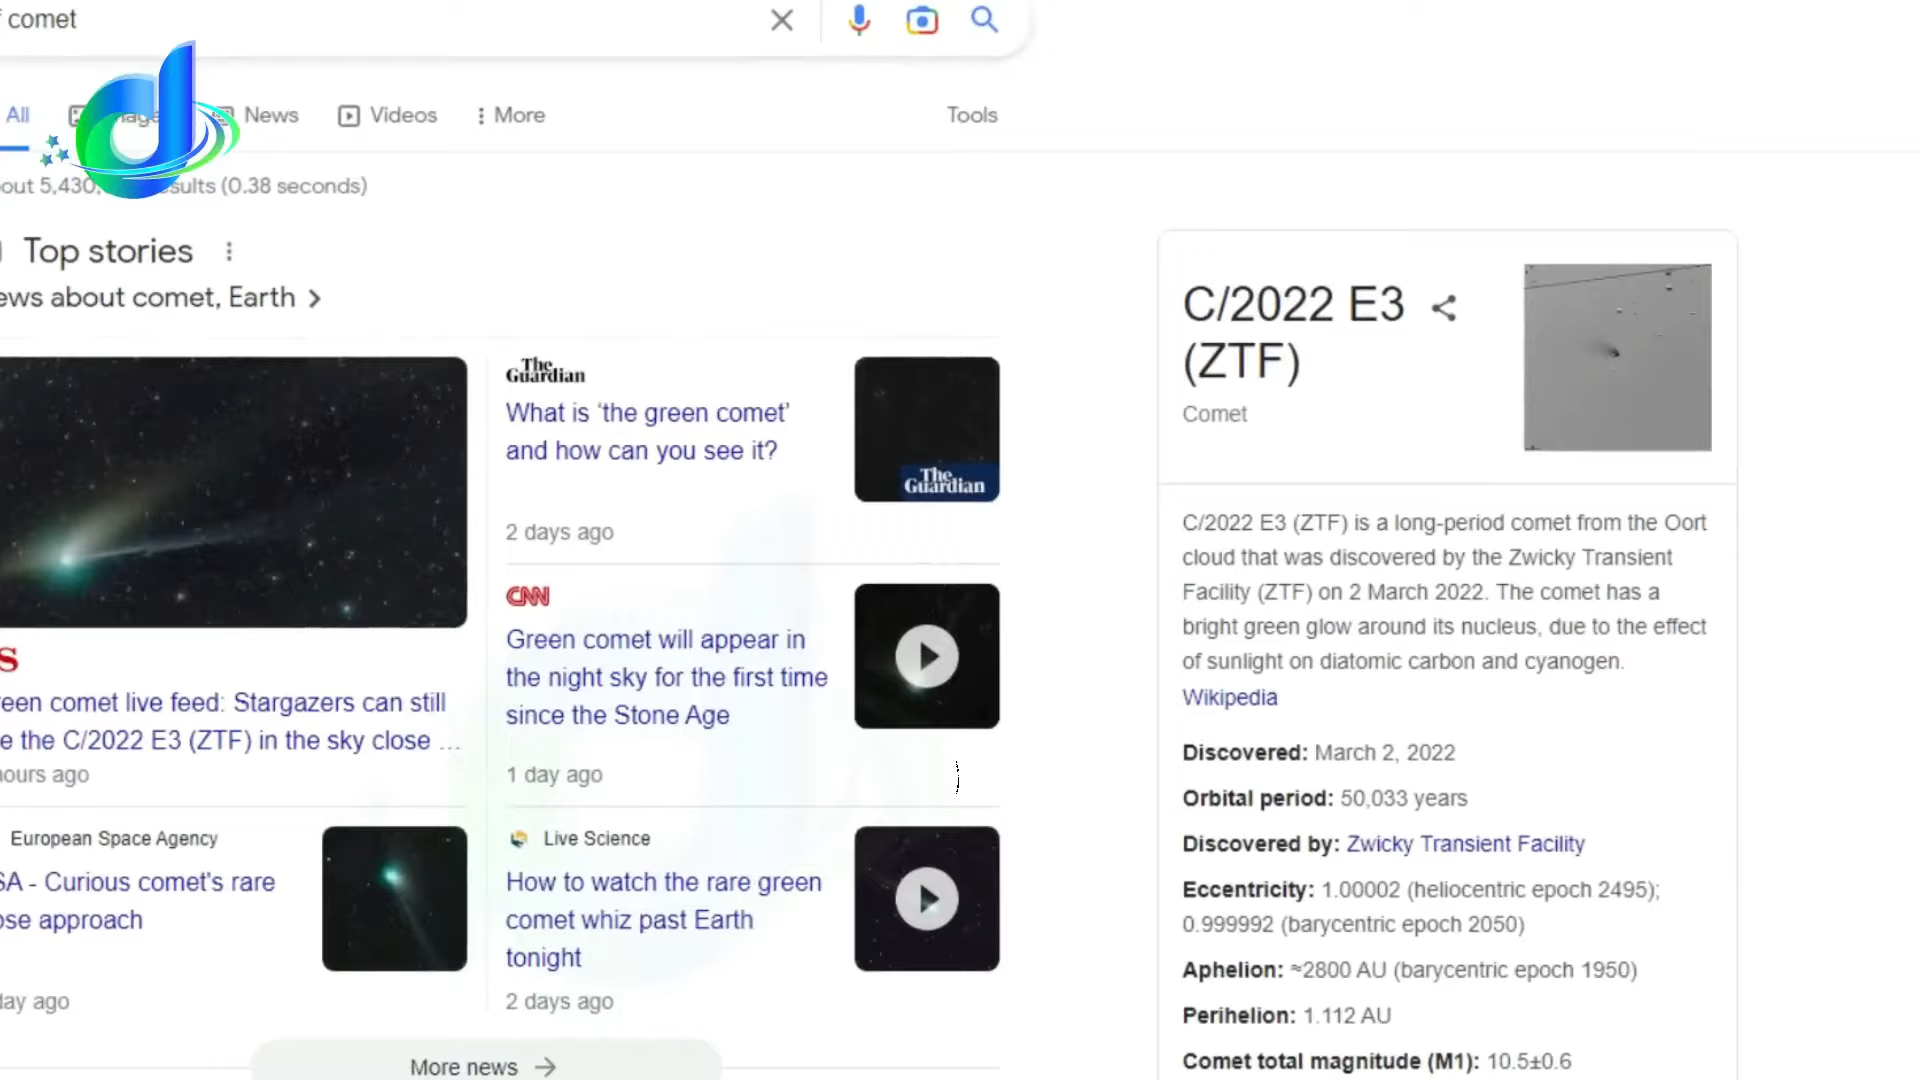 comet
All
News
Videos
More
Tools
out 5,430,
sults (0.38 seconds)
Top stories
ews about comet, Earth
The Guardian
What is ‘the green comet’
and how can you see it?
The Guardian
2 days ago
CNN
Green comet will appear in
the night sky for the first time
since the Stone Age
1 day ago
S
een comet live feed: Stargazers can still
e the C/2022 E3 (ZTF) in the sky close ...
ours ago
European Space Agency
SA - Curious comet's rare
ose approach
day ago
Live Science
How to watch the rare green
comet whiz past Earth
tonight
2 days ago
More news
C/2022 E3
(ZTF)
Comet
C/2022 E3 (ZTF) is a long-period comet from the Oort
cloud that was discovered by the Zwicky Transient
Facility (ZTF) on 2 March 2022. The comet has a
bright green glow around its nucleus, due to the effect
of sunlight on diatomic carbon and cyanogen.
Wikipedia
Discovered: March 2, 2022
Orbital period: 50,033 years
Discovered by: Zwicky Transient Facility
Eccentricity: 1.00002 (heliocentric epoch 2495);
0.999992 (barycentric epoch 2050)
Aphelion: ≈2800 AU (barycentric epoch 1950)
Perihelion: 1.112 AU
Comet total magnitude (M1): 10.5±0.6